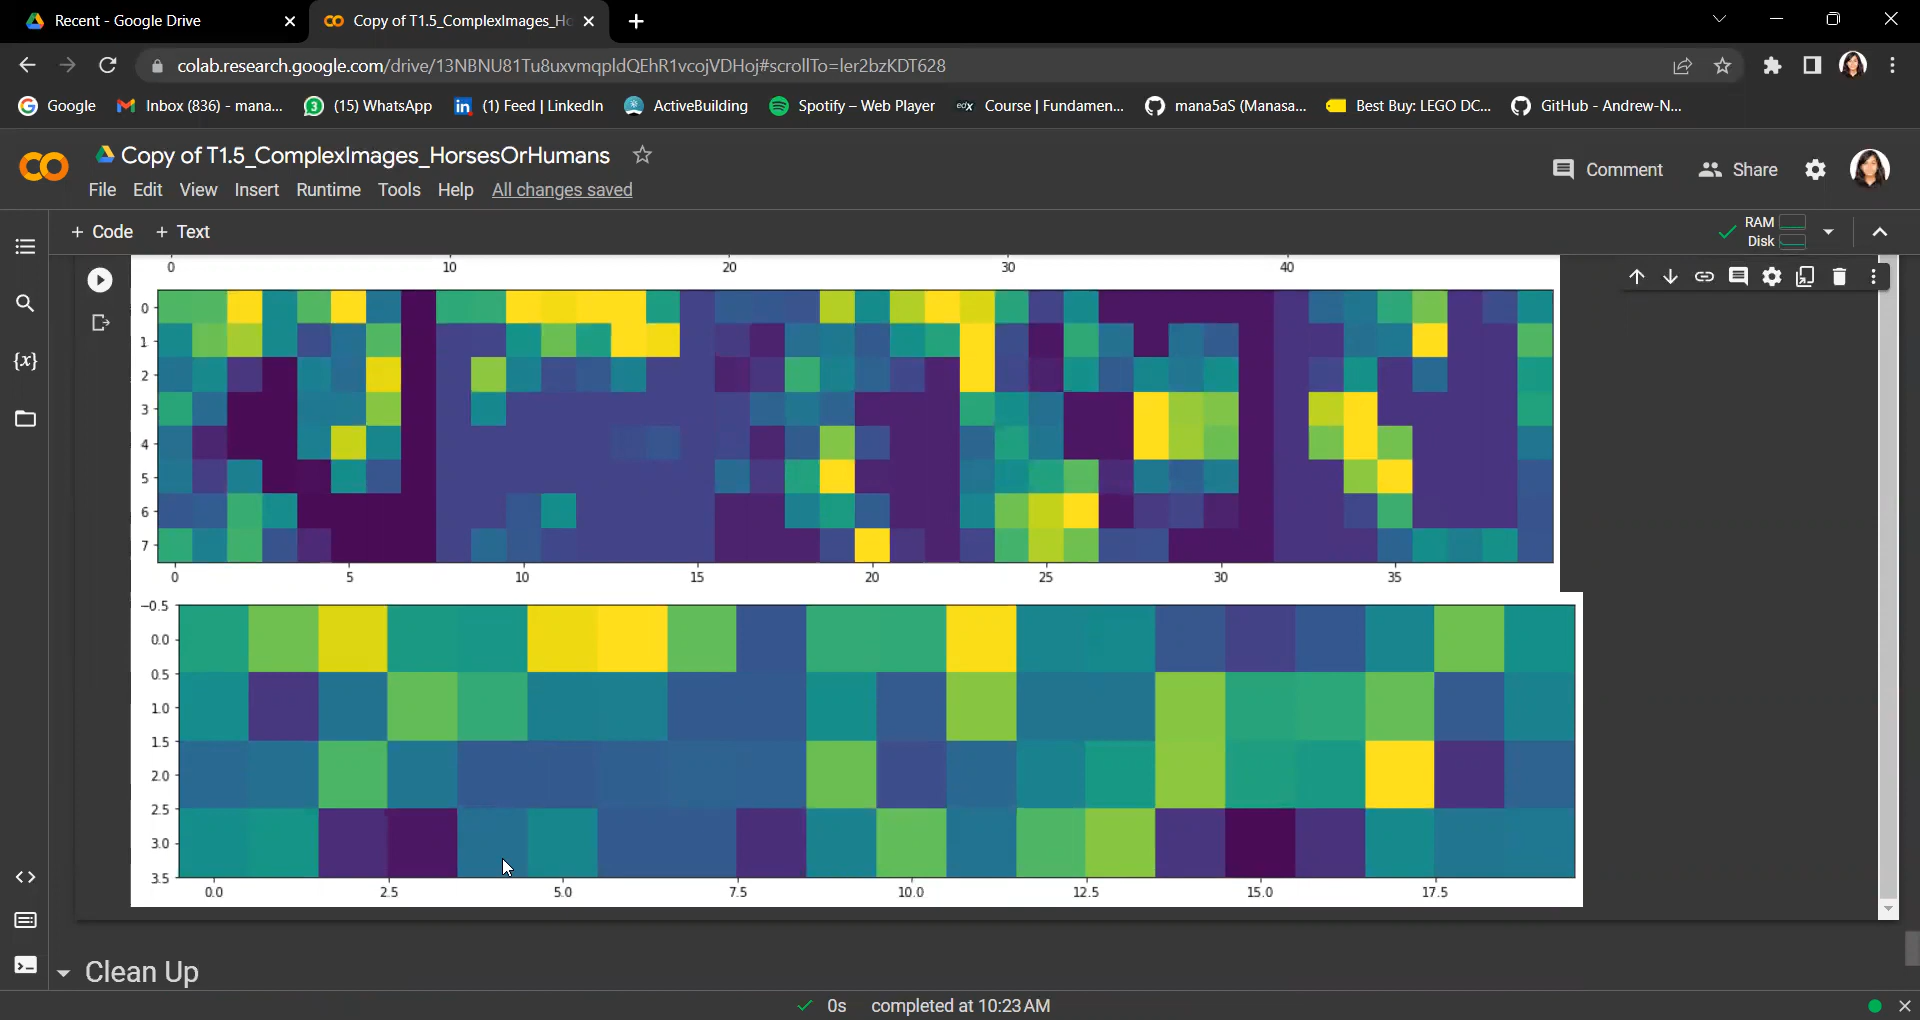 Recent - Google Drive
Copy of T1.5_ComplexImages_Ho
colab.research.google.com/drive/13NBNU81Tu8uxvmqpldQEhR1vcojVDHoj#scrollTo=ler2bzKDT628
Google
Inbox (836) - mana...
3
(15) WhatsApp
in
(1) Feed | LinkedIn
ActiveBuilding
Spotify – Web Player
edX
Course | Fundamen...
mana5aS (Manasa...
Best Buy: LEGO DC...
GitHub - Andrew-N...
Copy of T1.5_ComplexImages_HorsesOrHumans
File Edit View Insert Runtime Tools Help All changes saved
Comment
Share
+ Code + Text
RAM
Disk
{x}
0 10 20 30 40
0
1
2
3
4
5
6
7
0 5 10 15 20 25 30 35
−0.5
0.0
0.5
1.0
1.5
2.0
2.5
3.0
3.5
0.0 2.5 5.0 7.5 10.0 12.5 15.0 17.5
Clean Up
0s completed at 10:23 AM